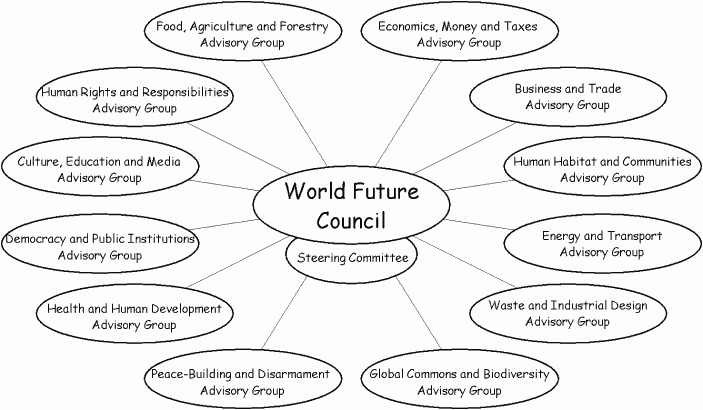 Food, Agriculture and Forestry
Advisory Group
Economics, Money and Taxes
Advisory Group
Human Rights and Responsibilities
Advisory Group
Business and Trade
Advisory Group
Culture, Education and Media
Advisory Group
Human Habitat and Communities
Advisory Group
World Future
Council
Democracy and Public Institutions
Advisory Group
Energy and Transport
Advisory Group
Steering Committee
Health and Human Development
Advisory Group
Waste and Industrial Design
Advisory Group
Peace-Building and Disarmament
Advisory Group
Global Commons and Biodiversity
Advisory Group